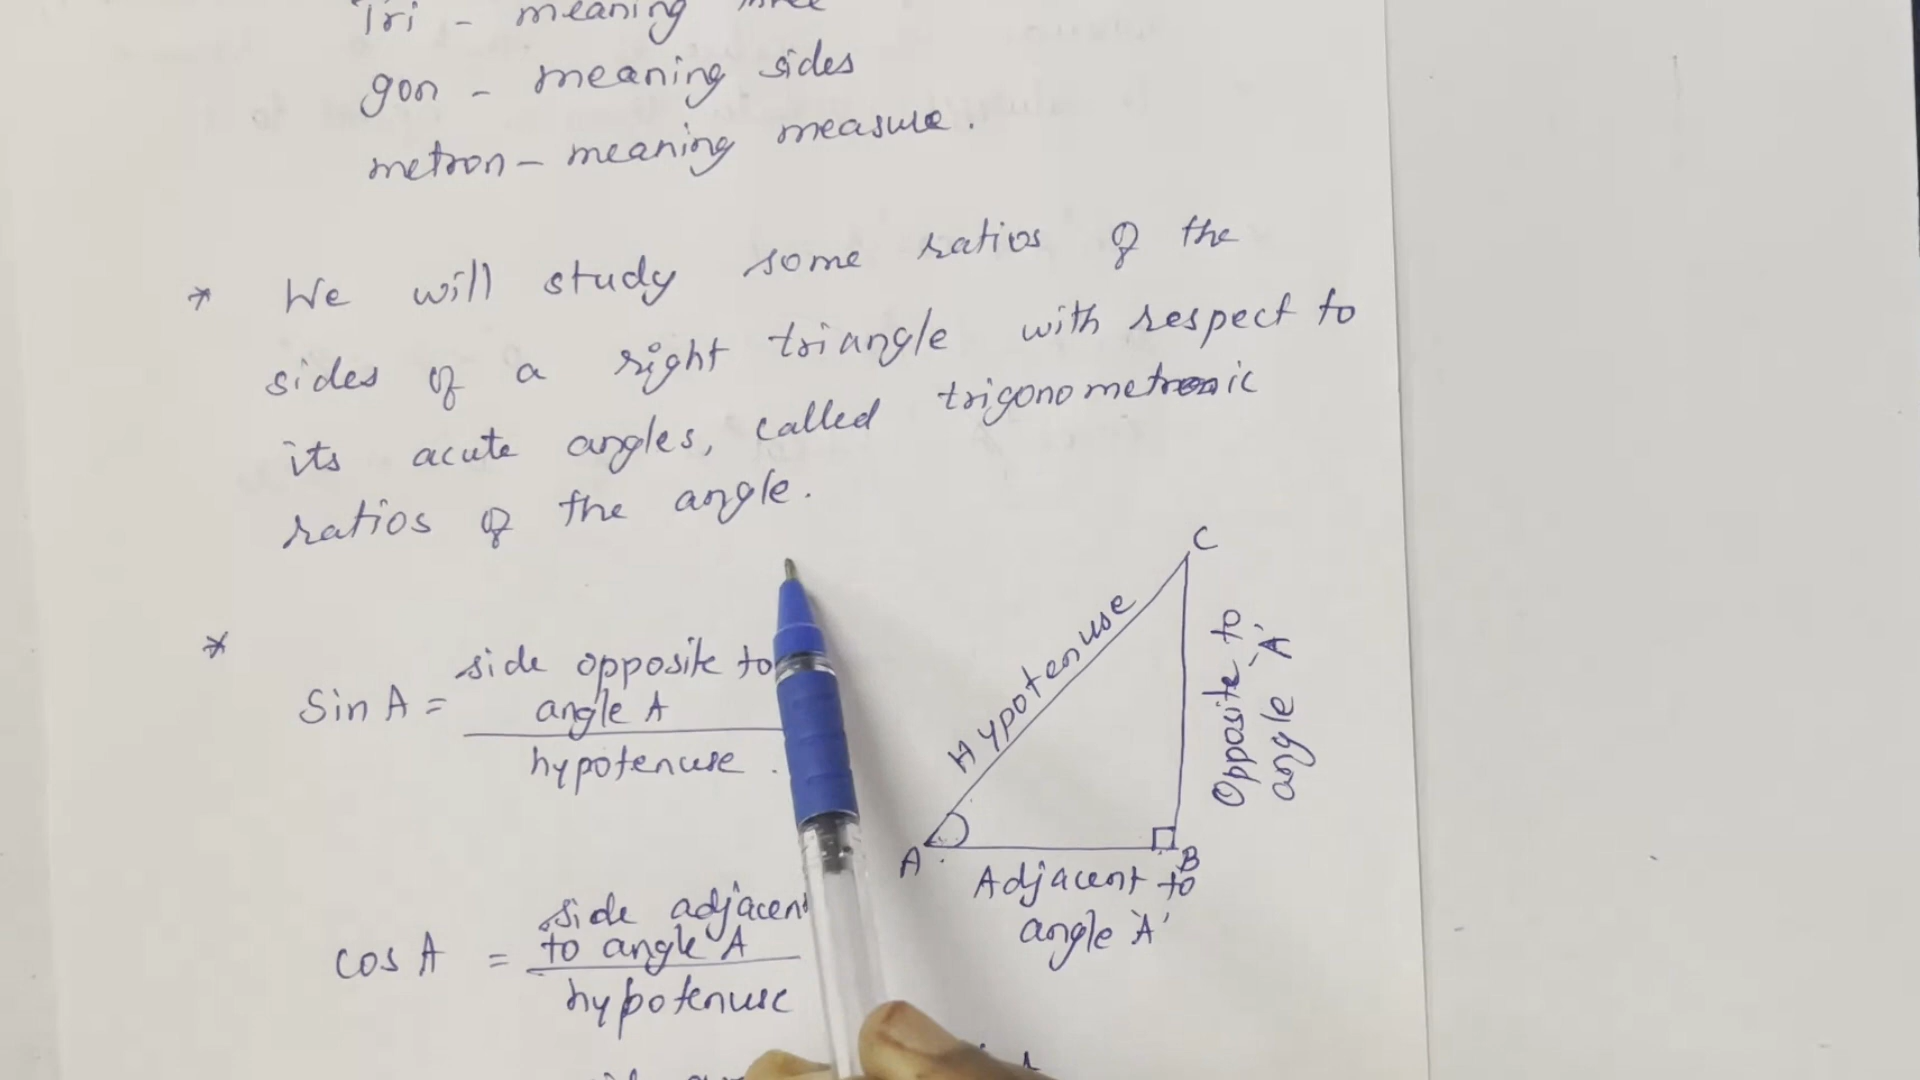 Tri - meaning three
gon - meaning sides
metron - meaning measure.
* We will study some ratios of the
sides of a right triangle with respect to
its acute angles, called trigonometric
ratios of the angle.
*
Sin A = side opposite to
angle A
hypotenuse.
cos A = side adjacent
to angle A
hypotenuse
C
Hypotenuse
Opposite to
angle 'A'
A
B
Adjacent to
angle 'A'